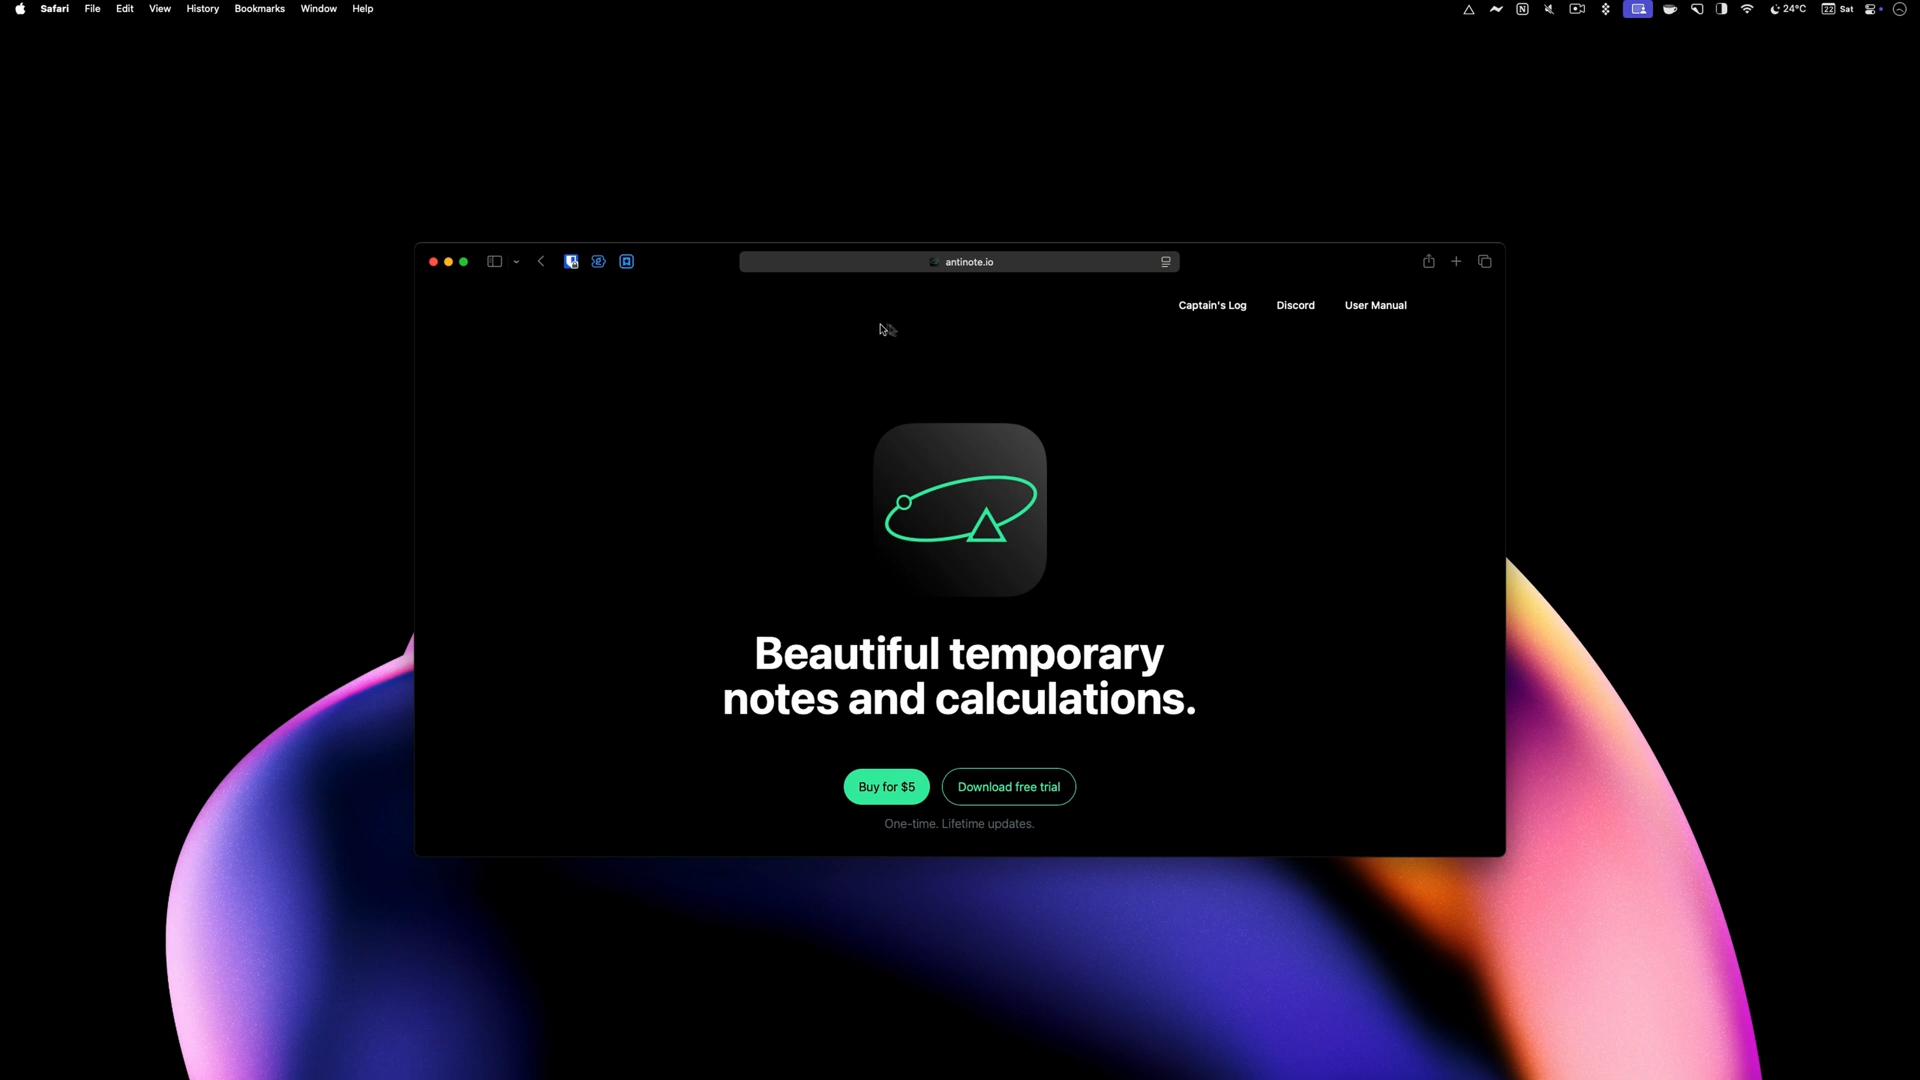 Safari File Edit View History Bookmarks Window Help
24°C 22 Sat
antinote.io
Captain's Log Discord User Manual
Beautiful temporary
notes and calculations.
Buy for $5 Download free trial
One-time. Lifetime updates.